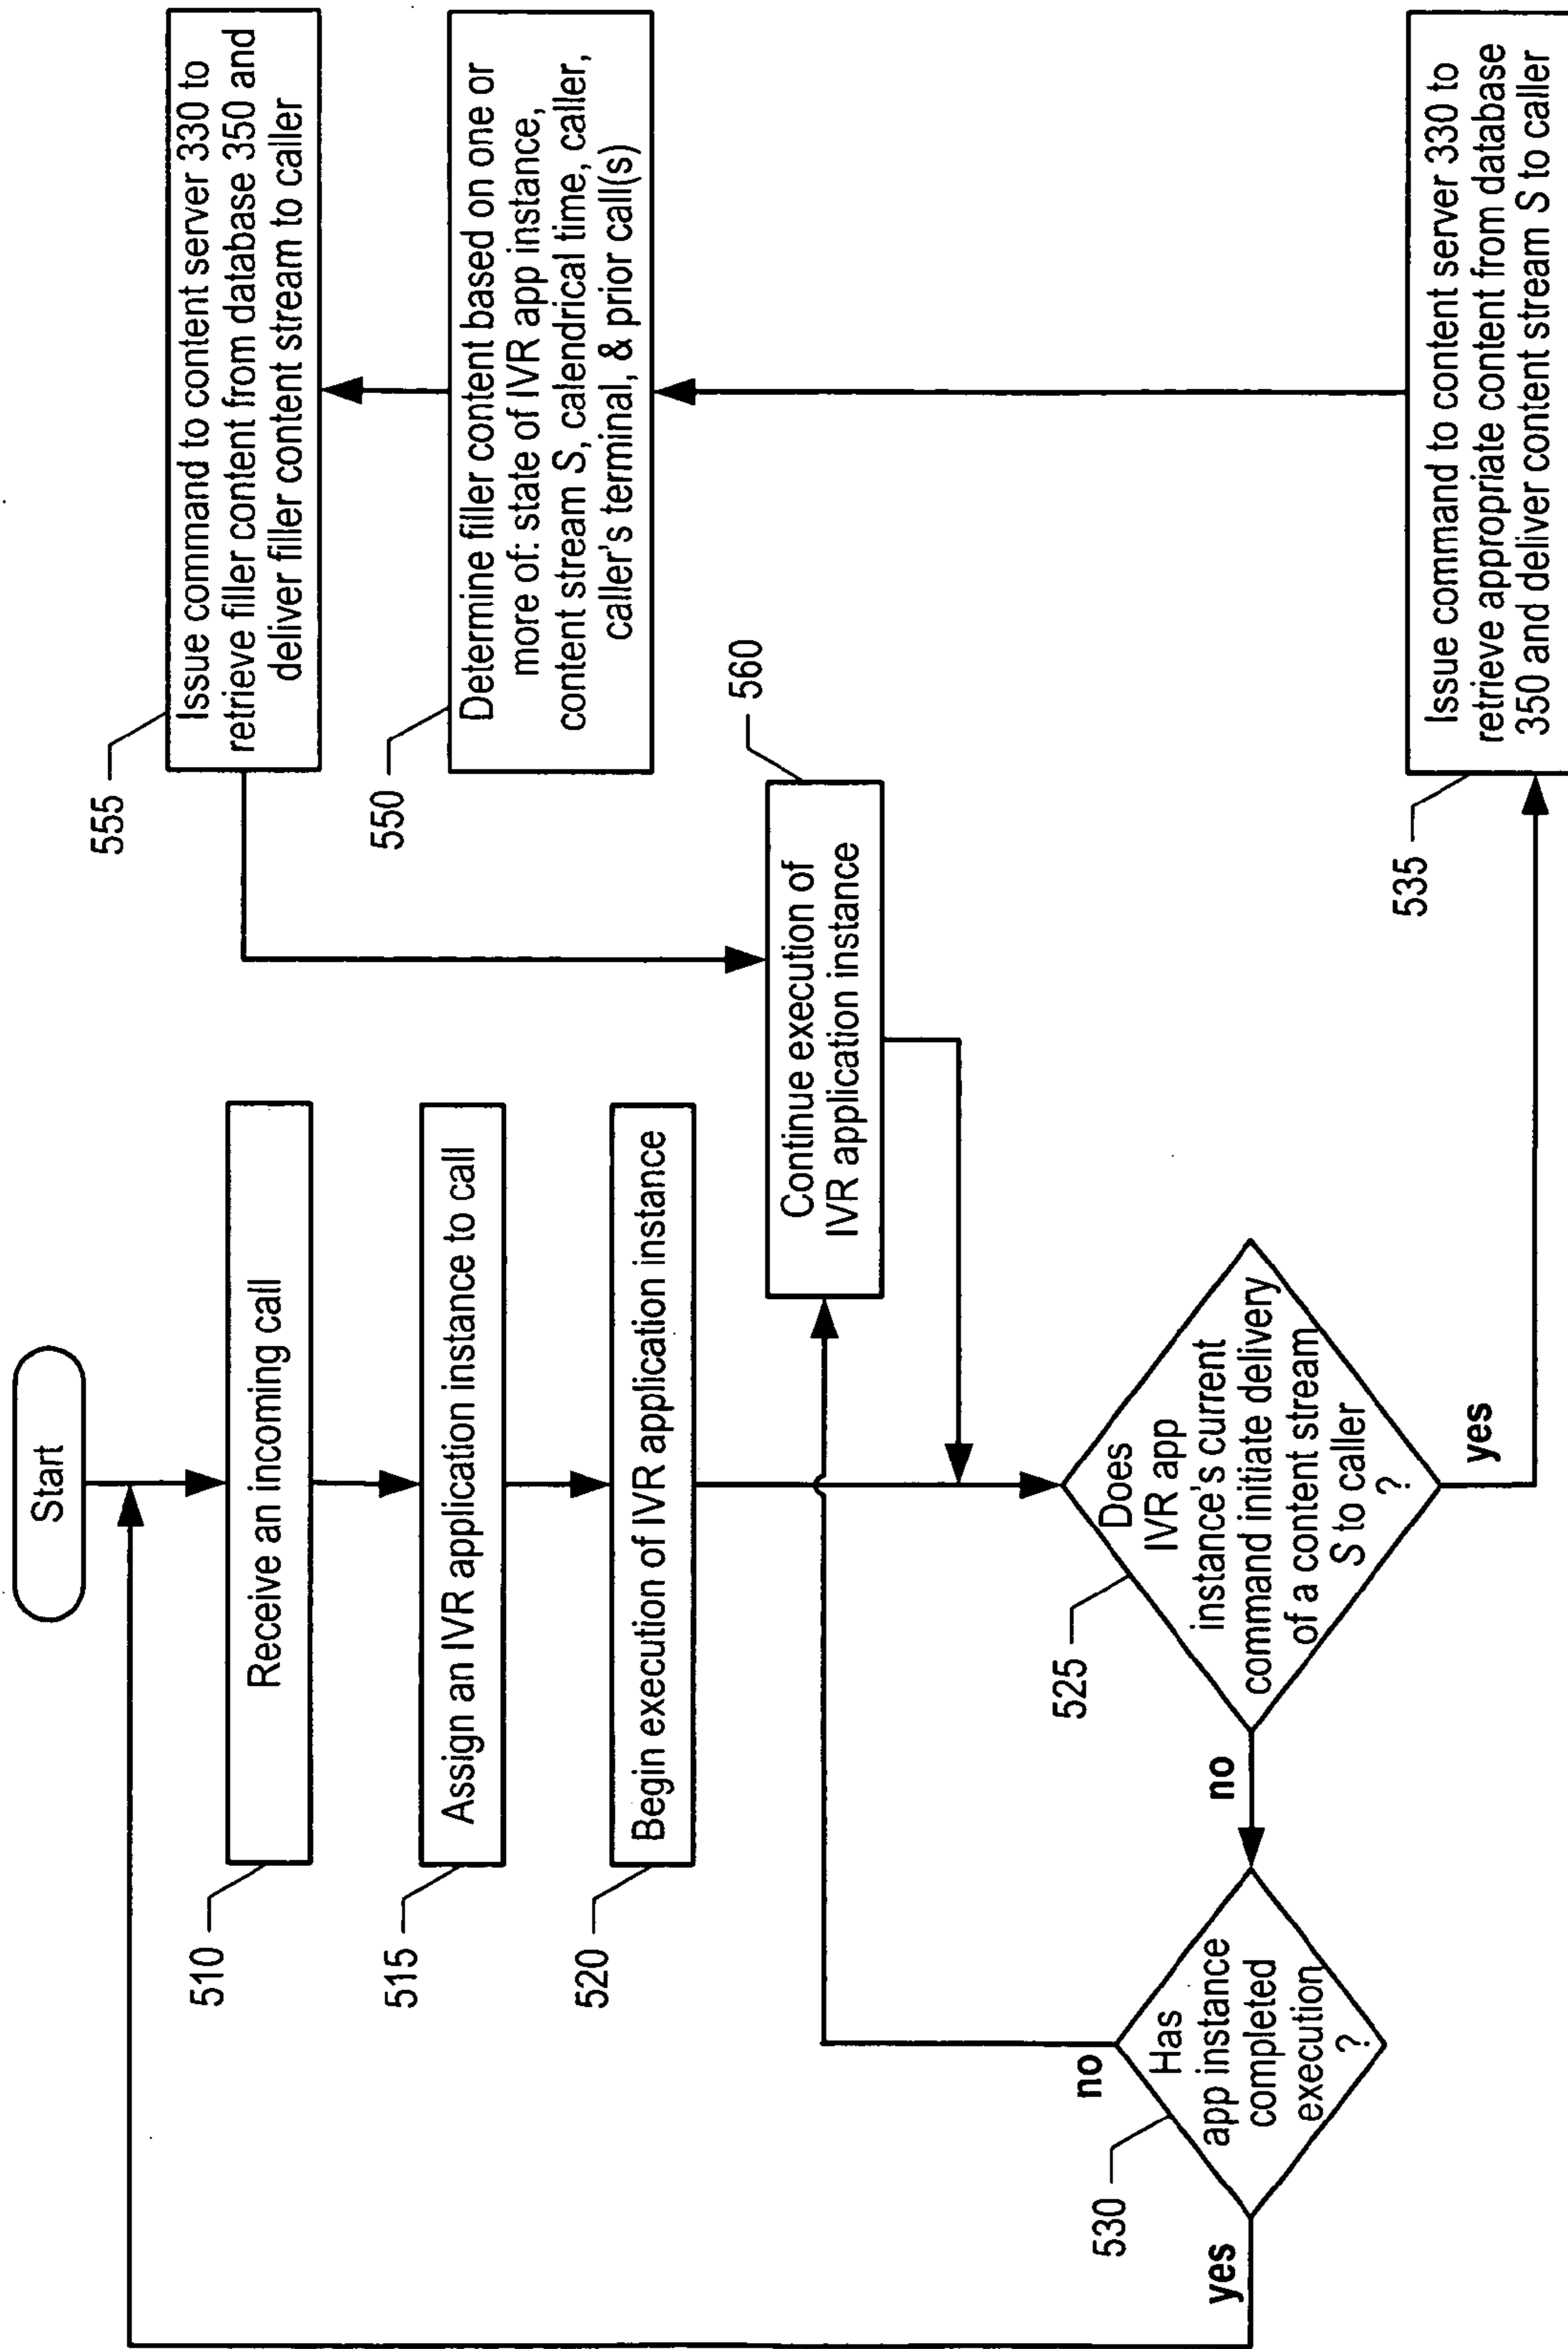 Start
510
Receive an incoming call
515
Assign an IVR application instance to call
520
Begin execution of IVR application instance
525
Does
IVR app
instance's current
command initiate delivery
of a content stream
S to caller
?
no
yes
530
Has
app instance
completed
execution
?
yes
no
535
Issue command to content server 330 to
retrieve appropriate content from database
350 and deliver content stream S to caller
550
Determine filler content based on one or
more of: state of IVR app instance,
content stream S, calendrical time, caller,
caller's terminal, & prior call(s)
555
Issue command to content server 330 to
retrieve filler content from database 350 and
deliver filler content stream to caller
560
Continue execution of
IVR application instance